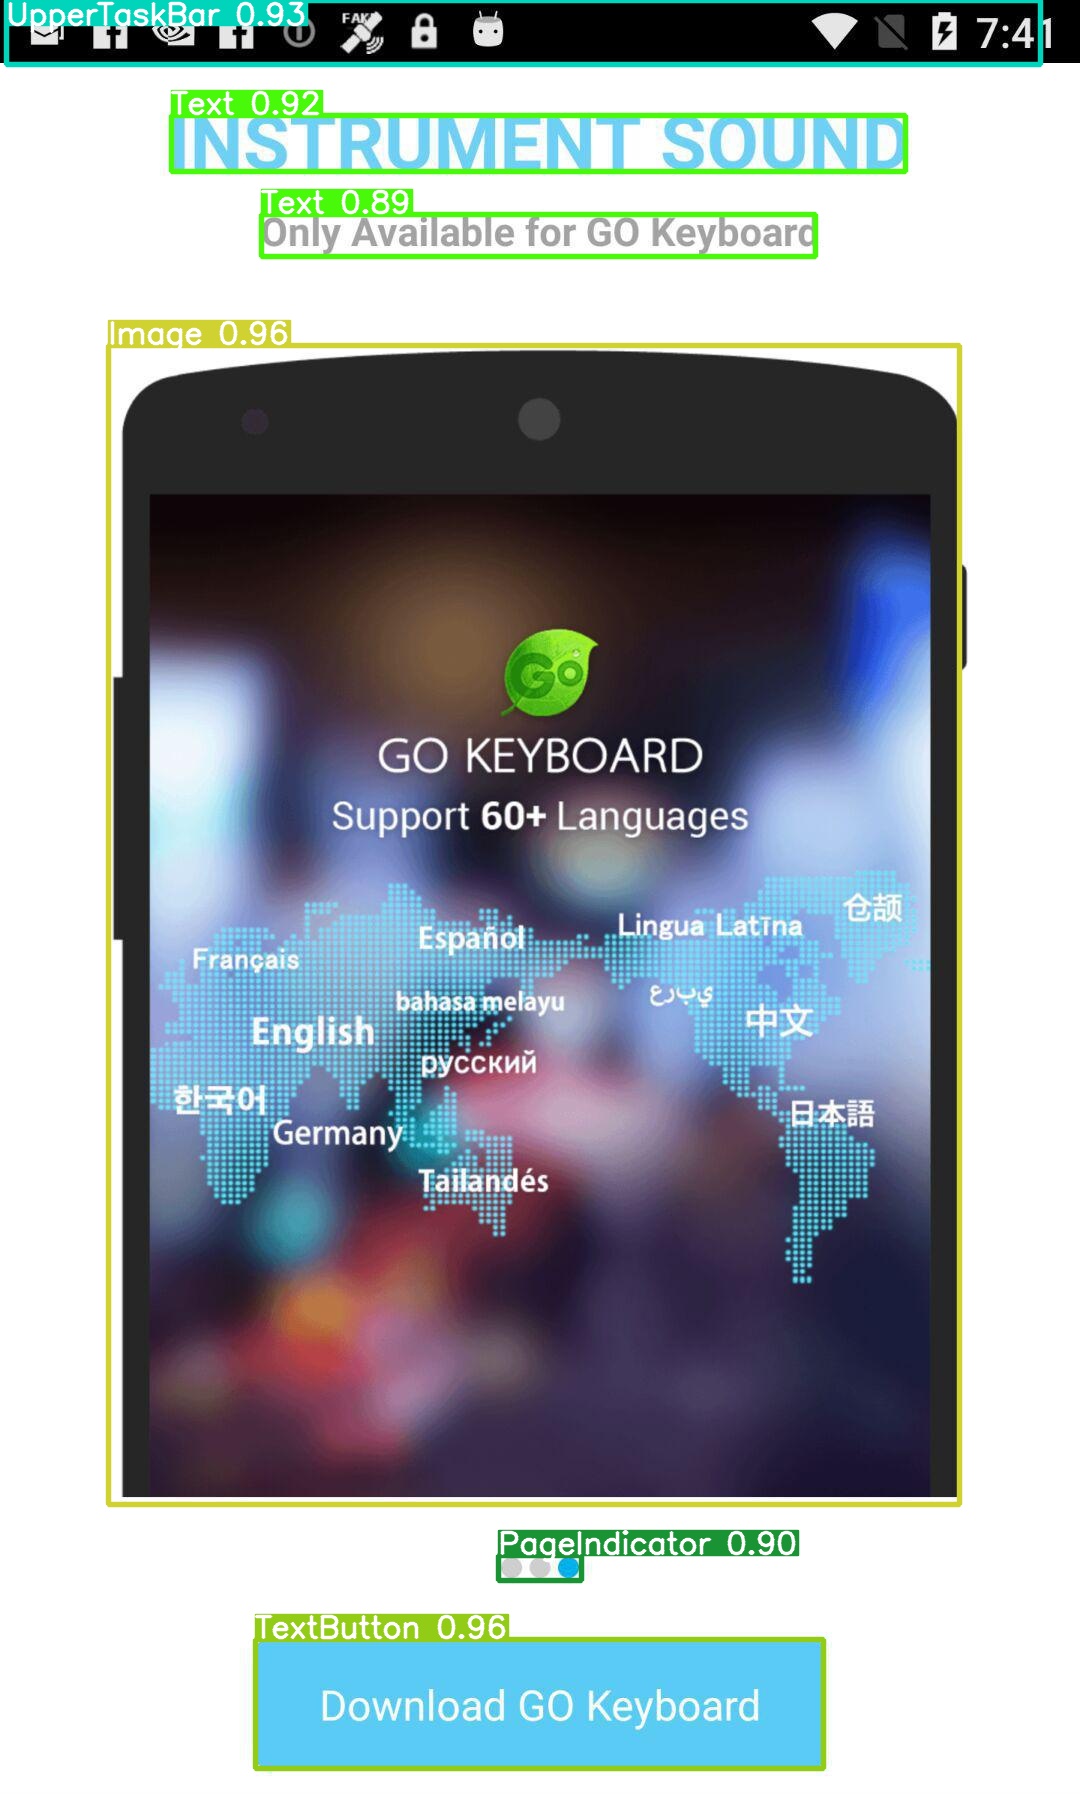 UpperTaskBar 0.93
FAKE
7:41
Text 0.92
INSTRUMENT SOUND
Text 0.89
Only Available for GO Keyboard
Image 0.96
Go
GO KEYBOARD
Support 60+ Languages
仓颉
Lingua Latīna
Español
Français
عربي
bahasa melayu
中文
English
русский
한국어
日本語
Germany
Tailandés
PageIndicator 0.90
TextButton 0.96
Download GO Keyboard